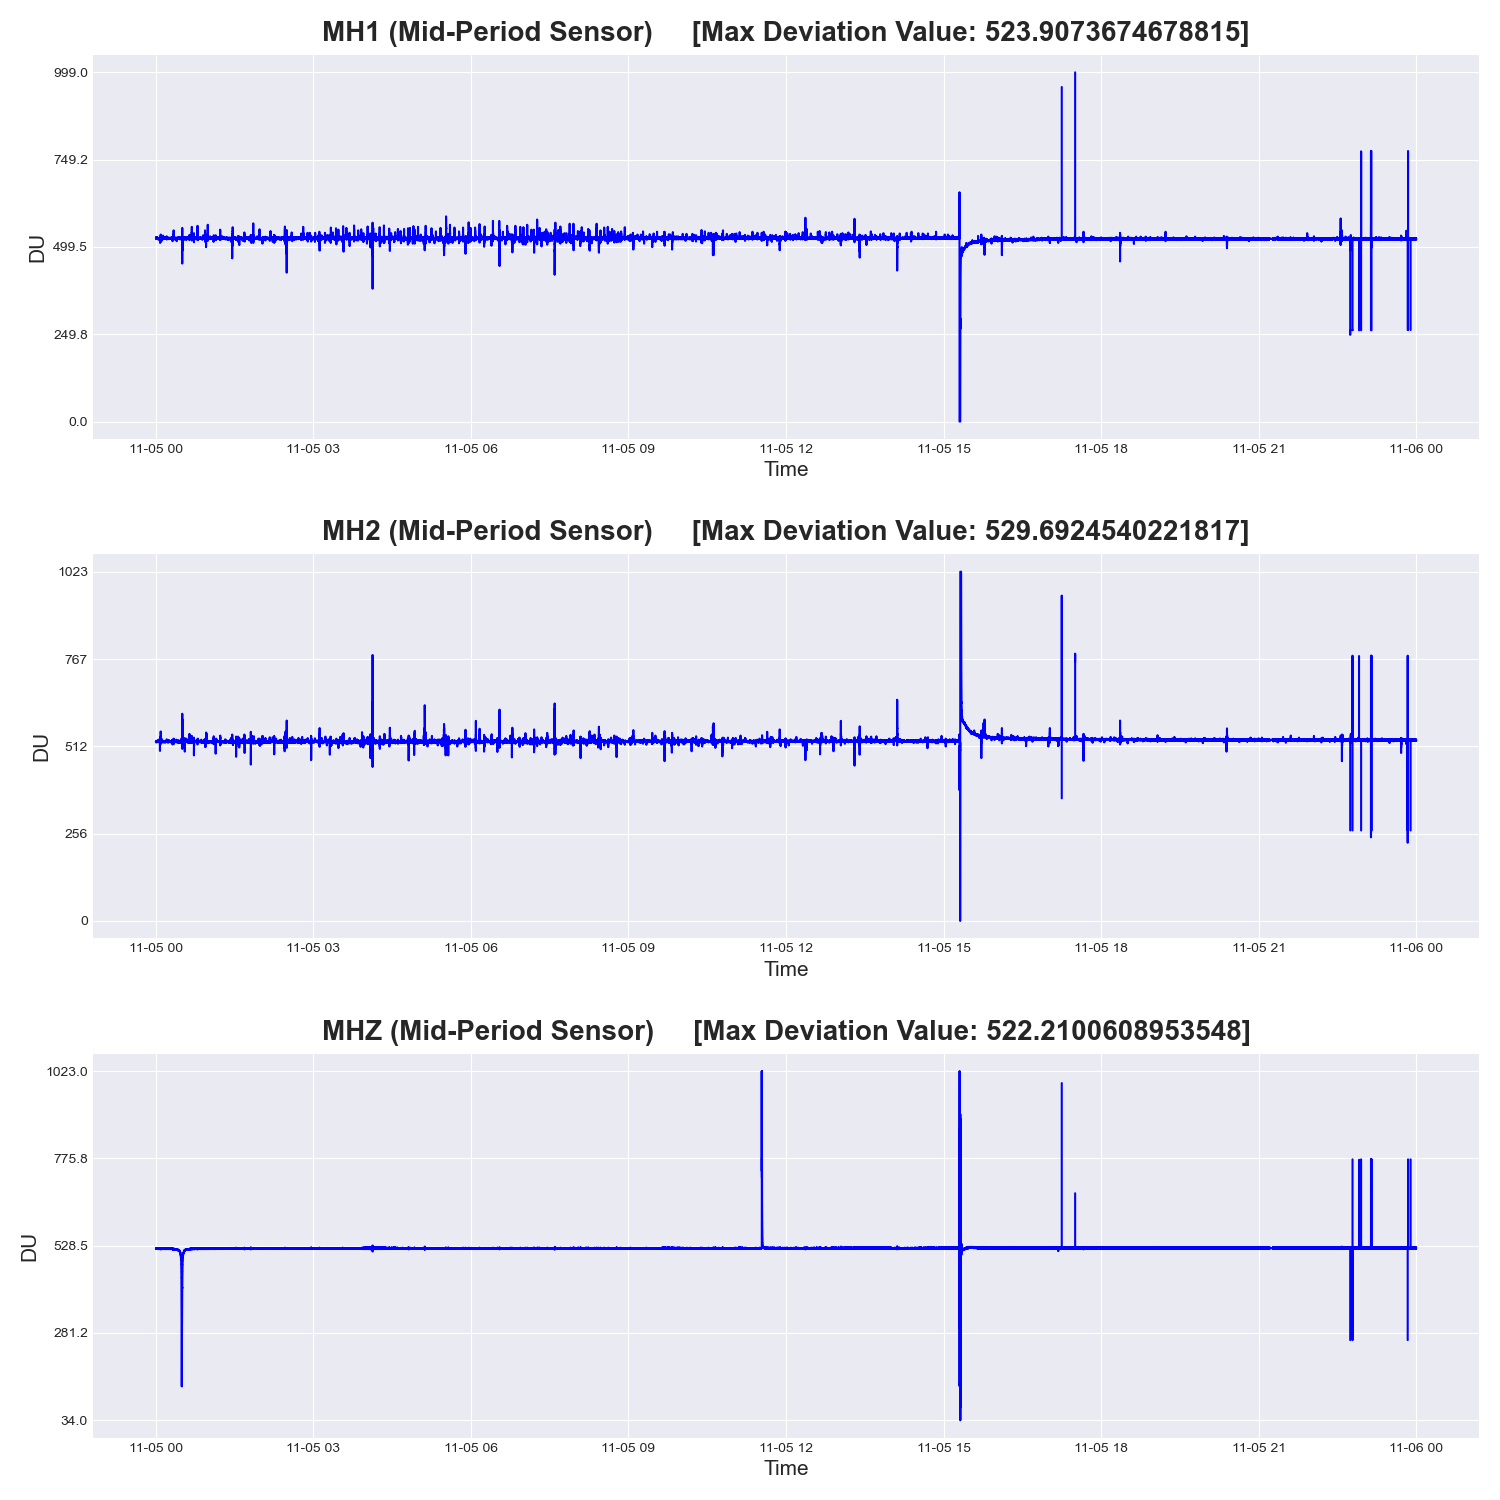 MH1 (Mid-Period Sensor) [Max Deviation Value: 523.9073674678815]
999.0
749.2
499.5
249.8
0.0
DU
11-05 00 11-05 03 11-05 06 11-05 09 11-05 12 11-05 15 11-05 18 11-05 21 11-06 00
Time
MH2 (Mid-Period Sensor) [Max Deviation Value: 529.6924540221817]
1023
767
512
256
0
DU
11-05 00 11-05 03 11-05 06 11-05 09 11-05 12 11-05 15 11-05 18 11-05 21 11-06 00
Time
MHZ (Mid-Period Sensor) [Max Deviation Value: 522.2100608953548]
1023.0
775.8
528.5
281.2
34.0
DU
11-05 00 11-05 03 11-05 06 11-05 09 11-05 12 11-05 15 11-05 18 11-05 21 11-06 00
Time